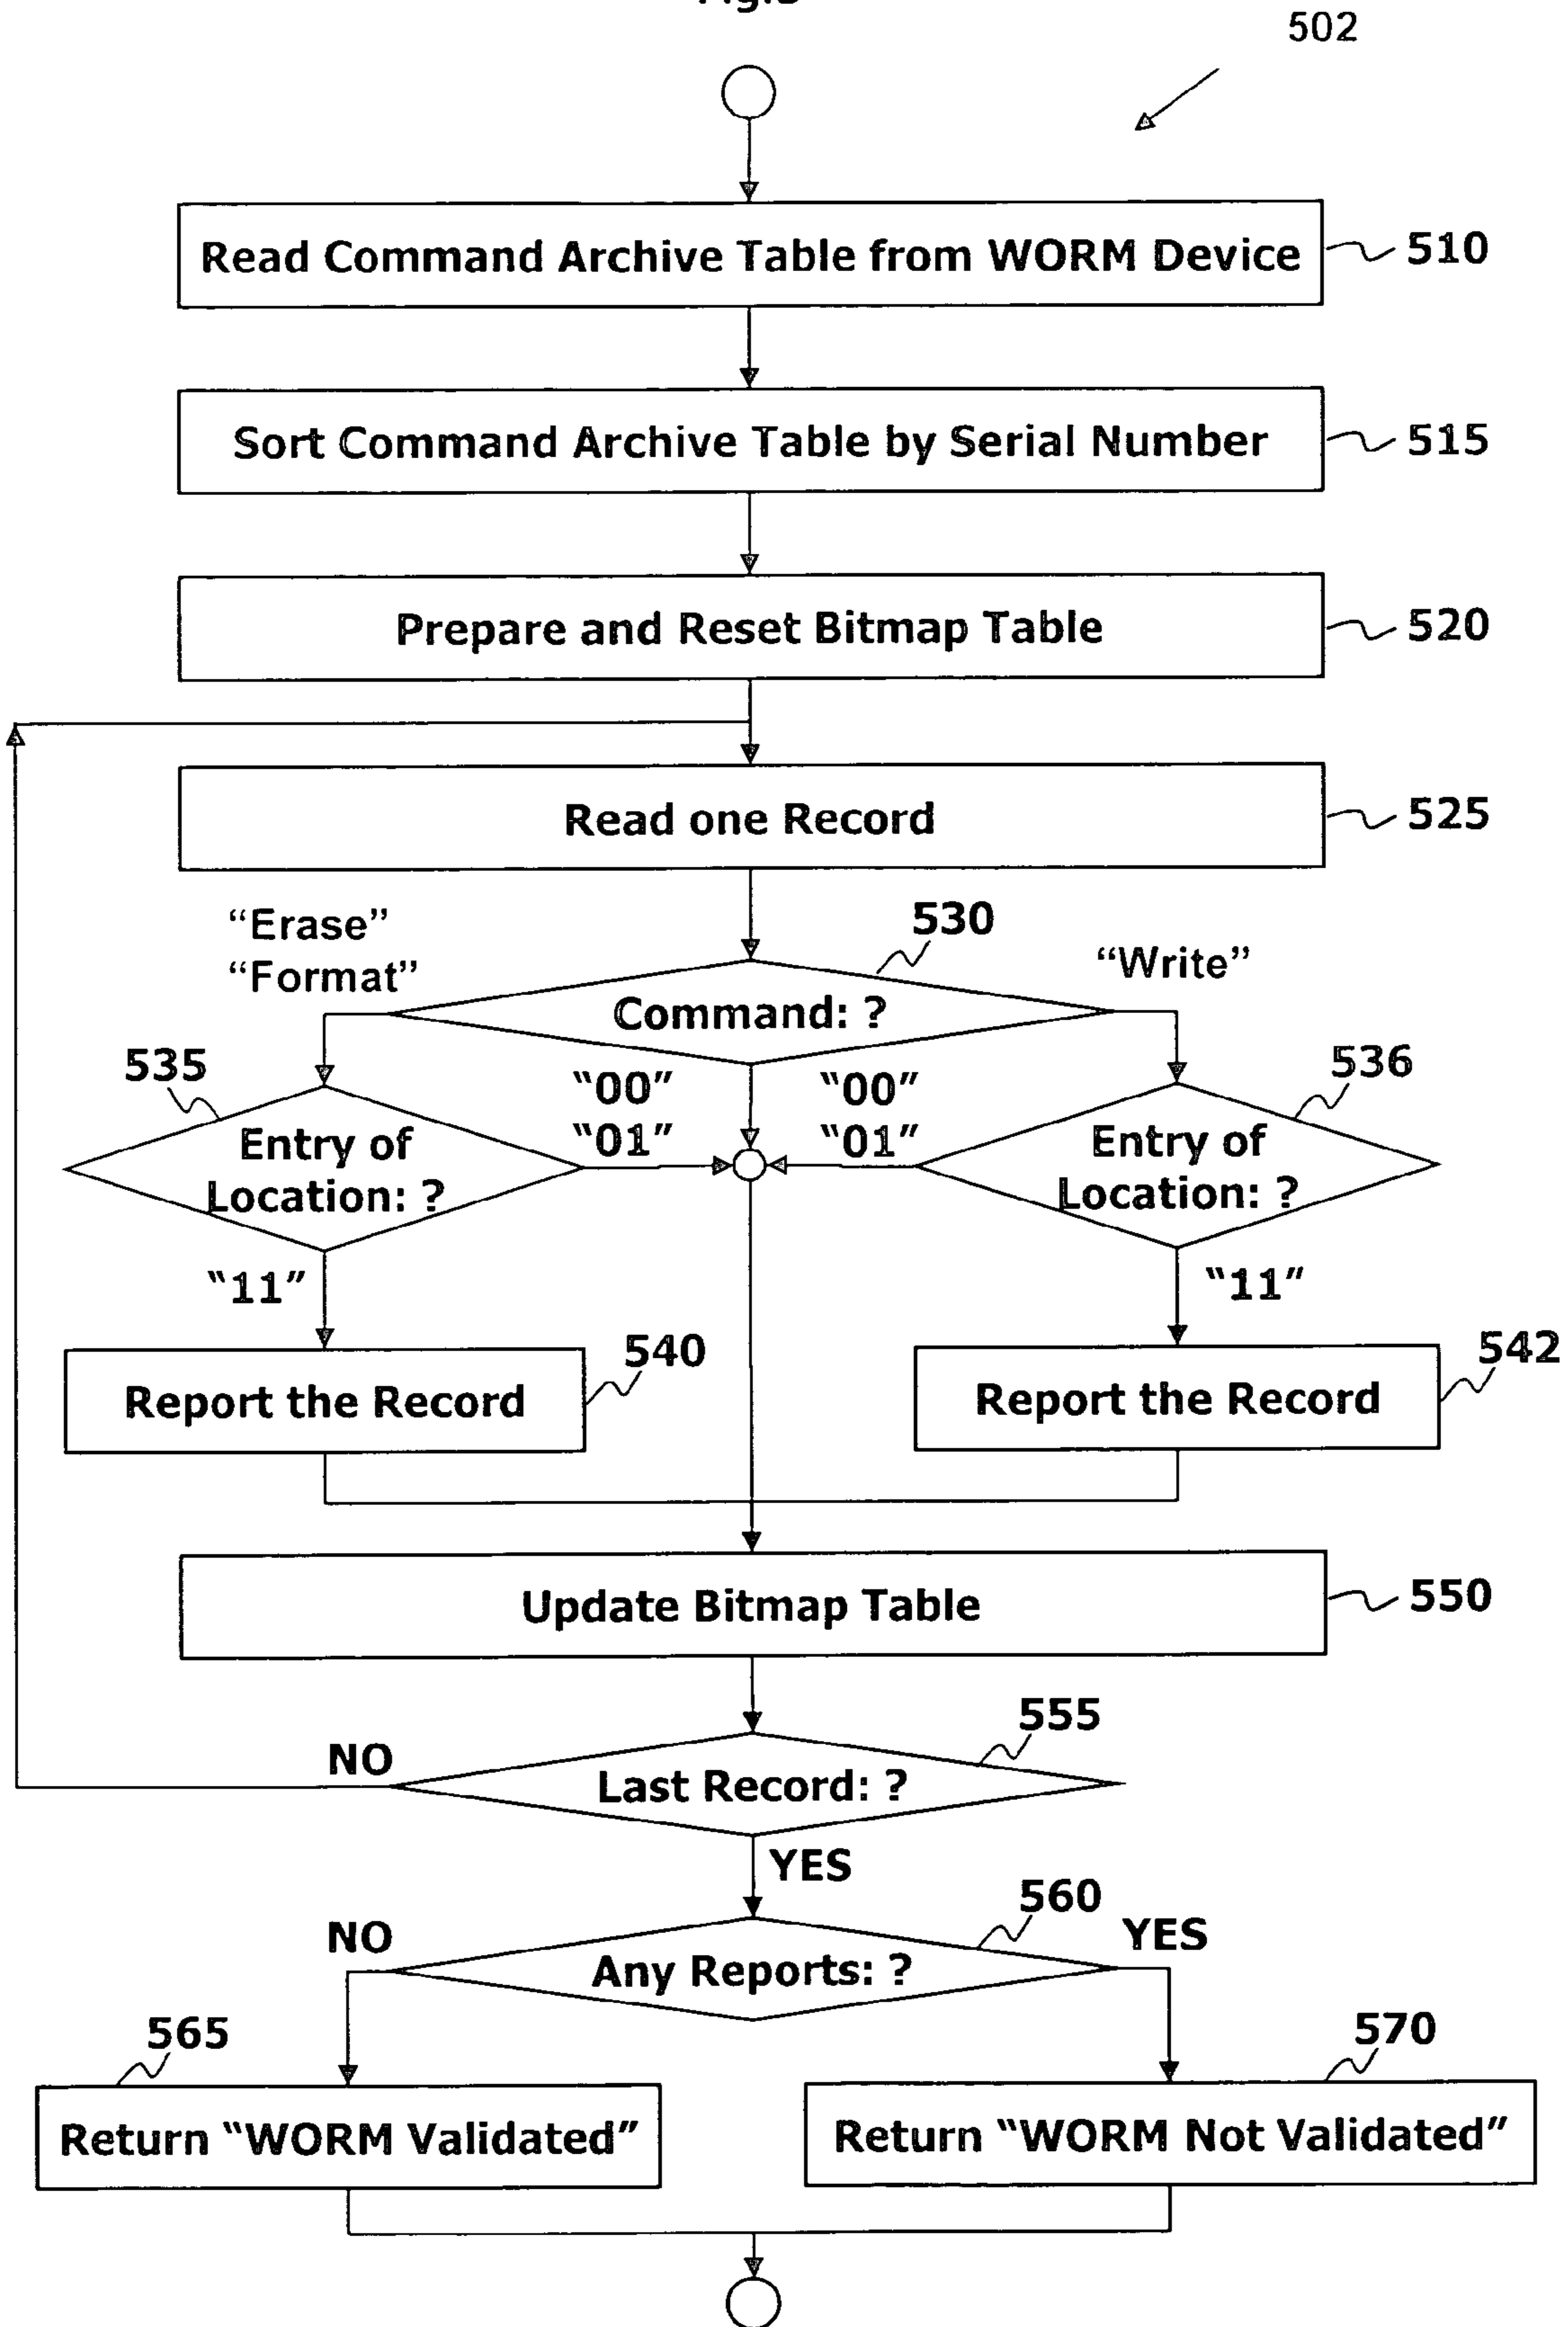 502
Read Command Archive Table from WORM Device
510
Sort Command Archive Table by Serial Number
515
Prepare and Reset Bitmap Table
520
Read one Record
525
“Erase”
“Format”
530
“Write”
Command: ?
535
“00”
“01”
“00”
“01”
536
Entry of
Location: ?
Entry of
Location: ?
“11”
“11”
540
542
Report the Record
Report the Record
Update Bitmap Table
550
555
NO
Last Record: ?
YES
560
NO
YES
Any Reports: ?
565
570
Return “WORM Validated”
Return “WORM Not Validated”